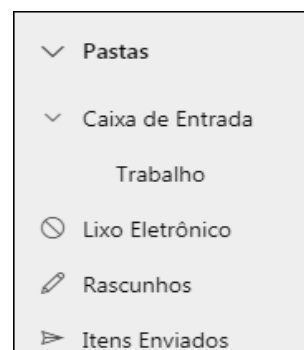 Pastas
Caixa de Entrada
Trabalho
Lixo Eletrônico
Rascunhos
Itens Enviados